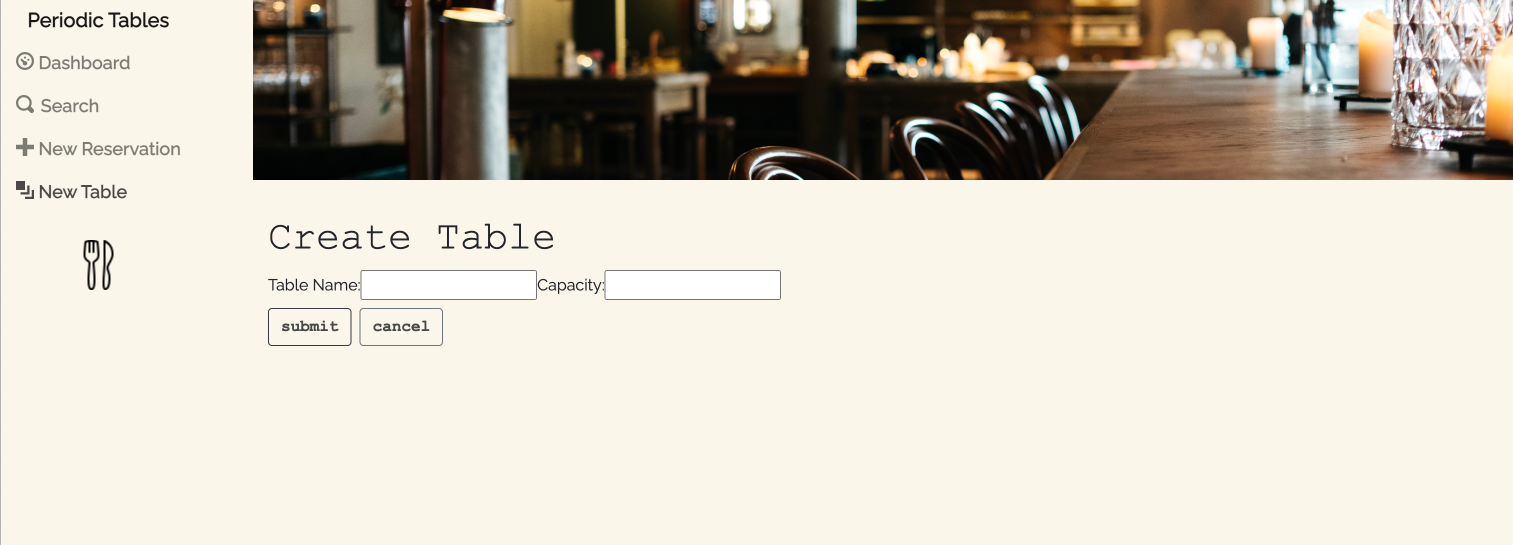 Periodic Tables
Dashboard
Search
New Reservation
New Table
Create Table
Table Name: Capacity:
submit cancel